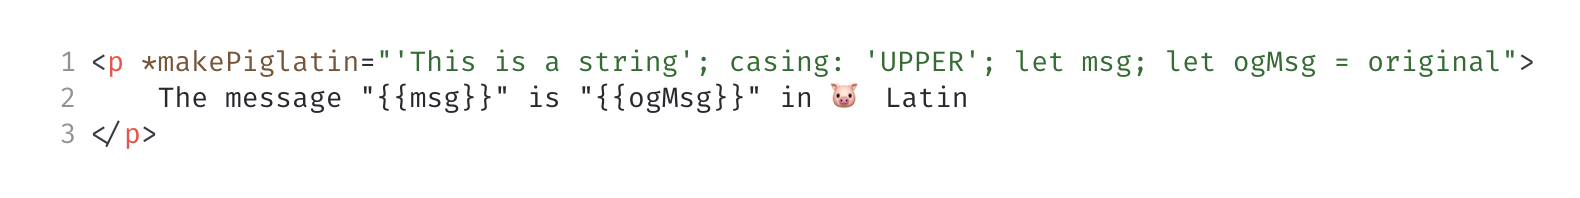 1 <p *makePiglatin="'This is a string'; casing: 'UPPER'; let msg; let ogMsg = original">
2     The message "{{msg}}" is "{{ogMsg}}" in 🐷 Latin
3 </p>